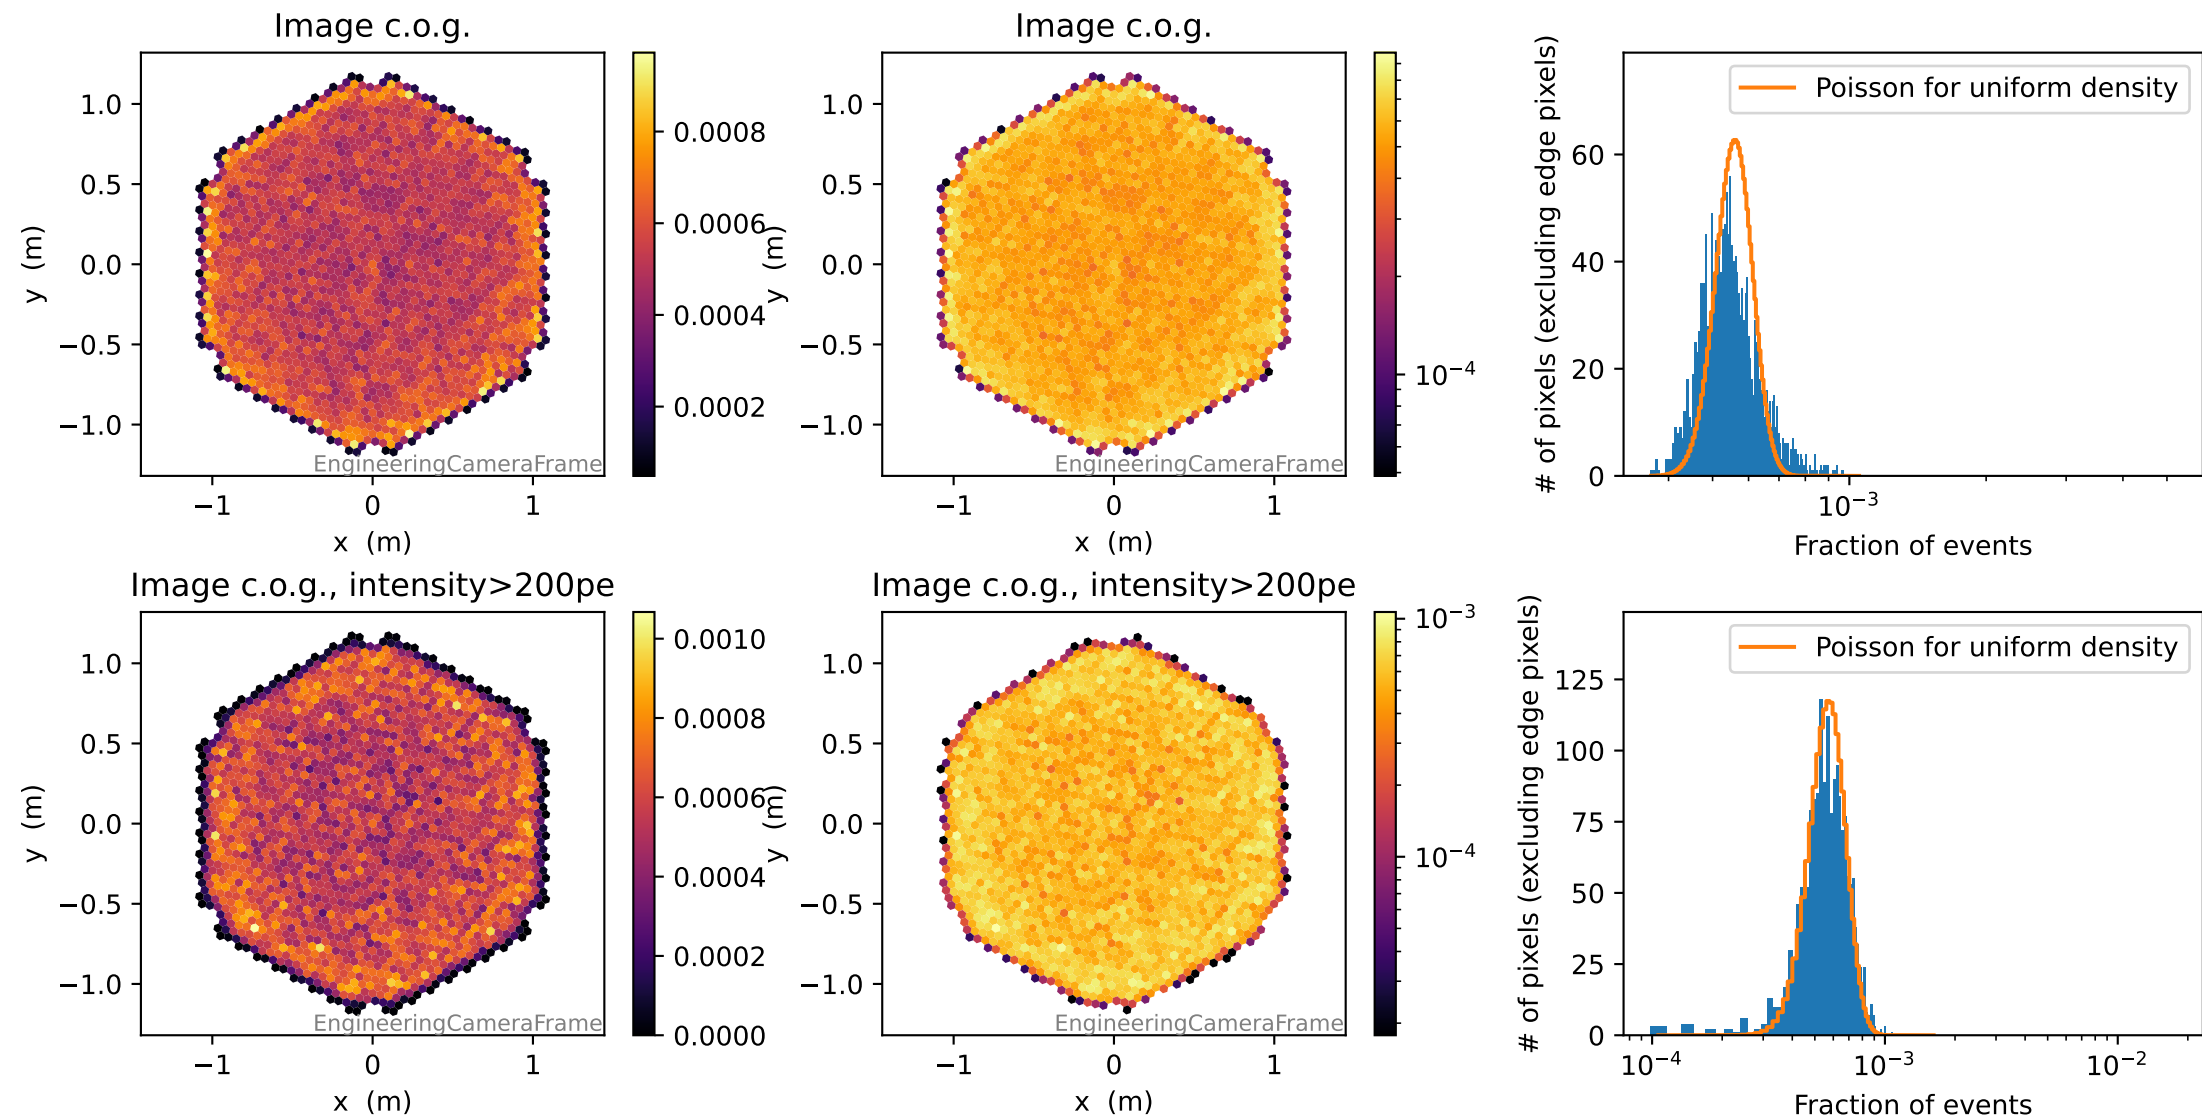 Image c.o.g.
1.0
0.5
0.0
−0.5
−1.0
y (m)
−1
0
1
x (m)
EngineeringCameraFrame
0.0008
0.0006
0.0004
0.0002
Image c.o.g.
1.0
0.5
0.0
−0.5
−1.0
y (m)
−1
0
1
x (m)
EngineeringCameraFrame
10⁻⁴
Poisson for uniform density
60
40
20
0
# of pixels (excluding edge pixels)
10⁻³
Fraction of events
Image c.o.g., intensity>200pe
1.0
0.5
0.0
−0.5
−1.0
y (m)
−1
0
1
x (m)
EngineeringCameraFrame
0.0010
0.0008
0.0006
0.0004
0.0002
0.0000
Image c.o.g., intensity>200pe
1.0
0.5
0.0
−0.5
−1.0
y (m)
−1
0
1
x (m)
EngineeringCameraFrame
10⁻³
10⁻⁴
Poisson for uniform density
125
100
75
50
25
0
# of pixels (excluding edge pixels)
10⁻⁴
10⁻³
10⁻²
Fraction of events